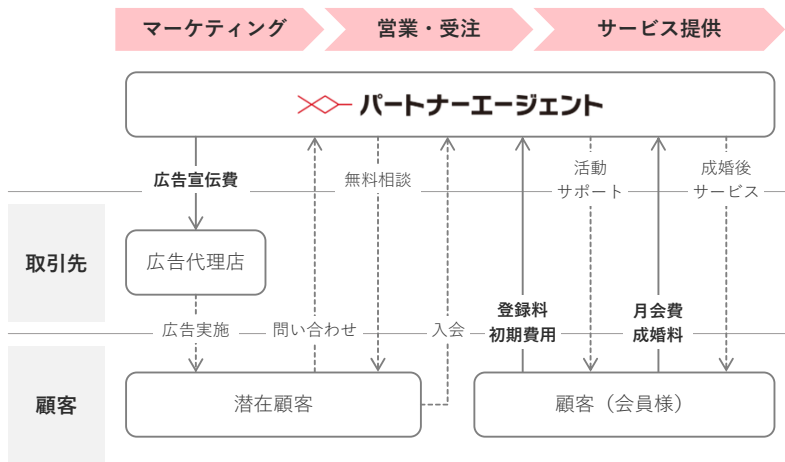 マーケティング
営業・受注
サービス提供
パートナーエージェント
広告宣伝費
無料相談
活動
サポート
成婚後
サービス
取引先
広告代理店
登録料
初期費用
月会費
成婚料
広告実施
問い合わせ
入会
顧客
潜在顧客
顧客（会員様）